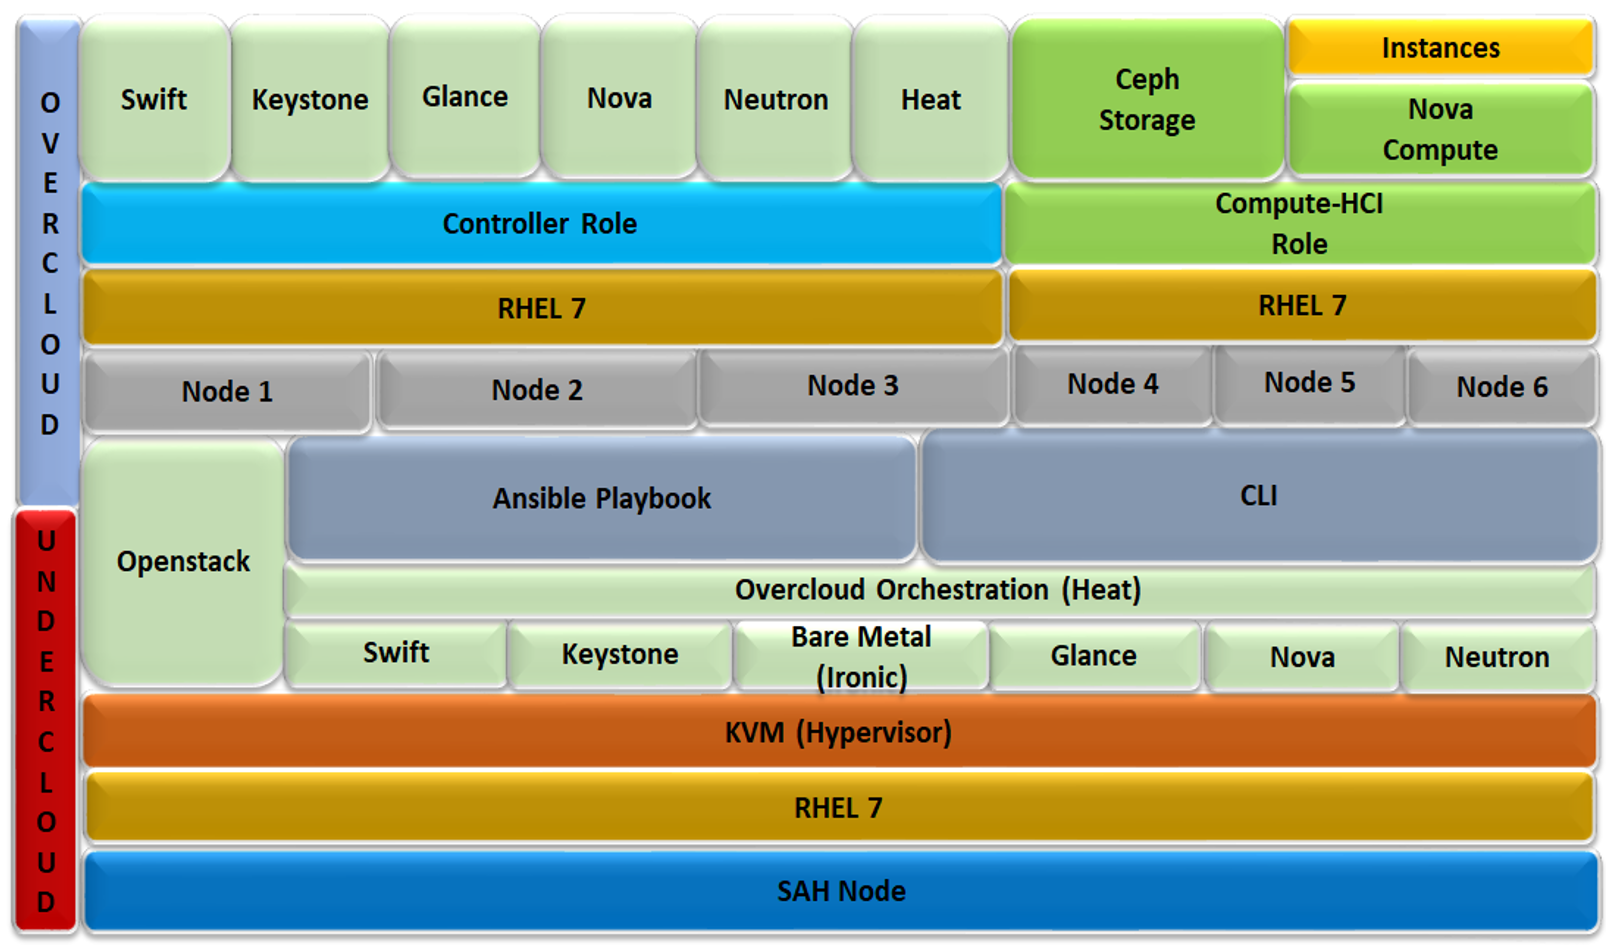 OVERCLOUD
Swift
Keystone
Glance
Nova
Neutron
Heat
Ceph
Storage
Instances
Nova
Compute
Controller Role
Compute-HCI
Role
RHEL 7
RHEL 7
Node 1
Node 2
Node 3
Node 4
Node 5
Node 6
UNDERCLOUD
Openstack
Ansible Playbook
CLI
Overcloud Orchestration (Heat)
Swift
Keystone
Bare Metal
(Ironic)
Glance
Nova
Neutron
KVM (Hypervisor)
RHEL 7
SAH Node